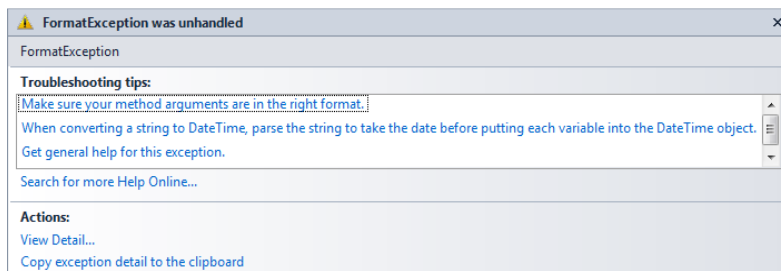 FormatException was unhandled
FormatException
Troubleshooting tips:
Make sure your method arguments are in the right format.
When converting a string to DateTime, parse the string to take the date before putting each variable into the DateTime object.
Get general help for this exception.
Search for more Help Online...
Actions:
View Detail...
Copy exception detail to the clipboard